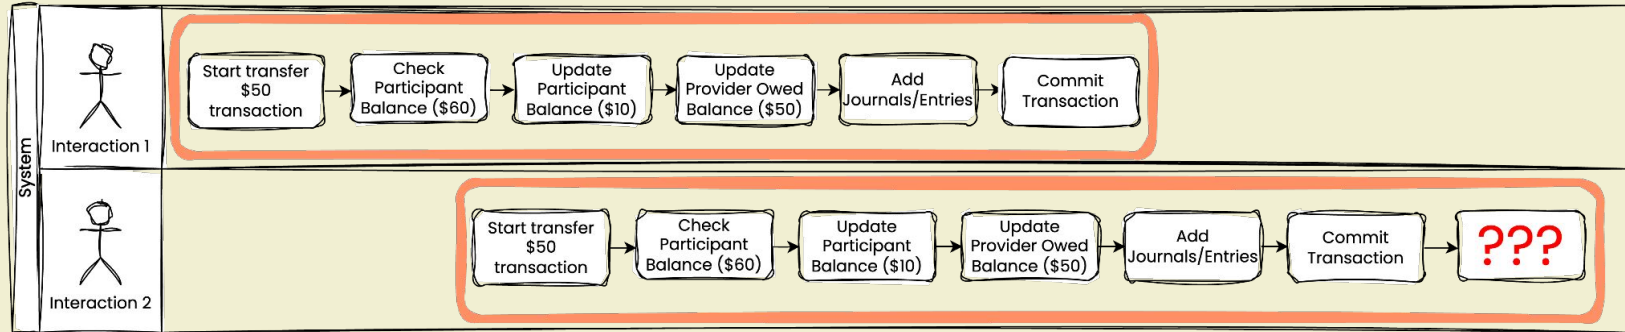 System
Interaction 1
Start transfer
$50
transaction
Check
Participant
Balance ($60)
Update
Participant
Balance ($10)
Update
Provider Owed
Balance ($50)
Add
Journals/Entries
Commit
Transaction
Interaction 2
Start transfer
$50
transaction
Check
Participant
Balance ($60)
Update
Participant
Balance ($10)
Update
Provider Owed
Balance ($50)
Add
Journals/Entries
Commit
Transaction
???